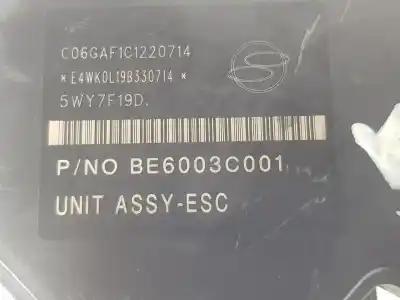 C06GAF1C1220714
*E4WK0L19B330714*
5WY7F19D.
P/NO BE6003C001
UNIT ASSY-ESC